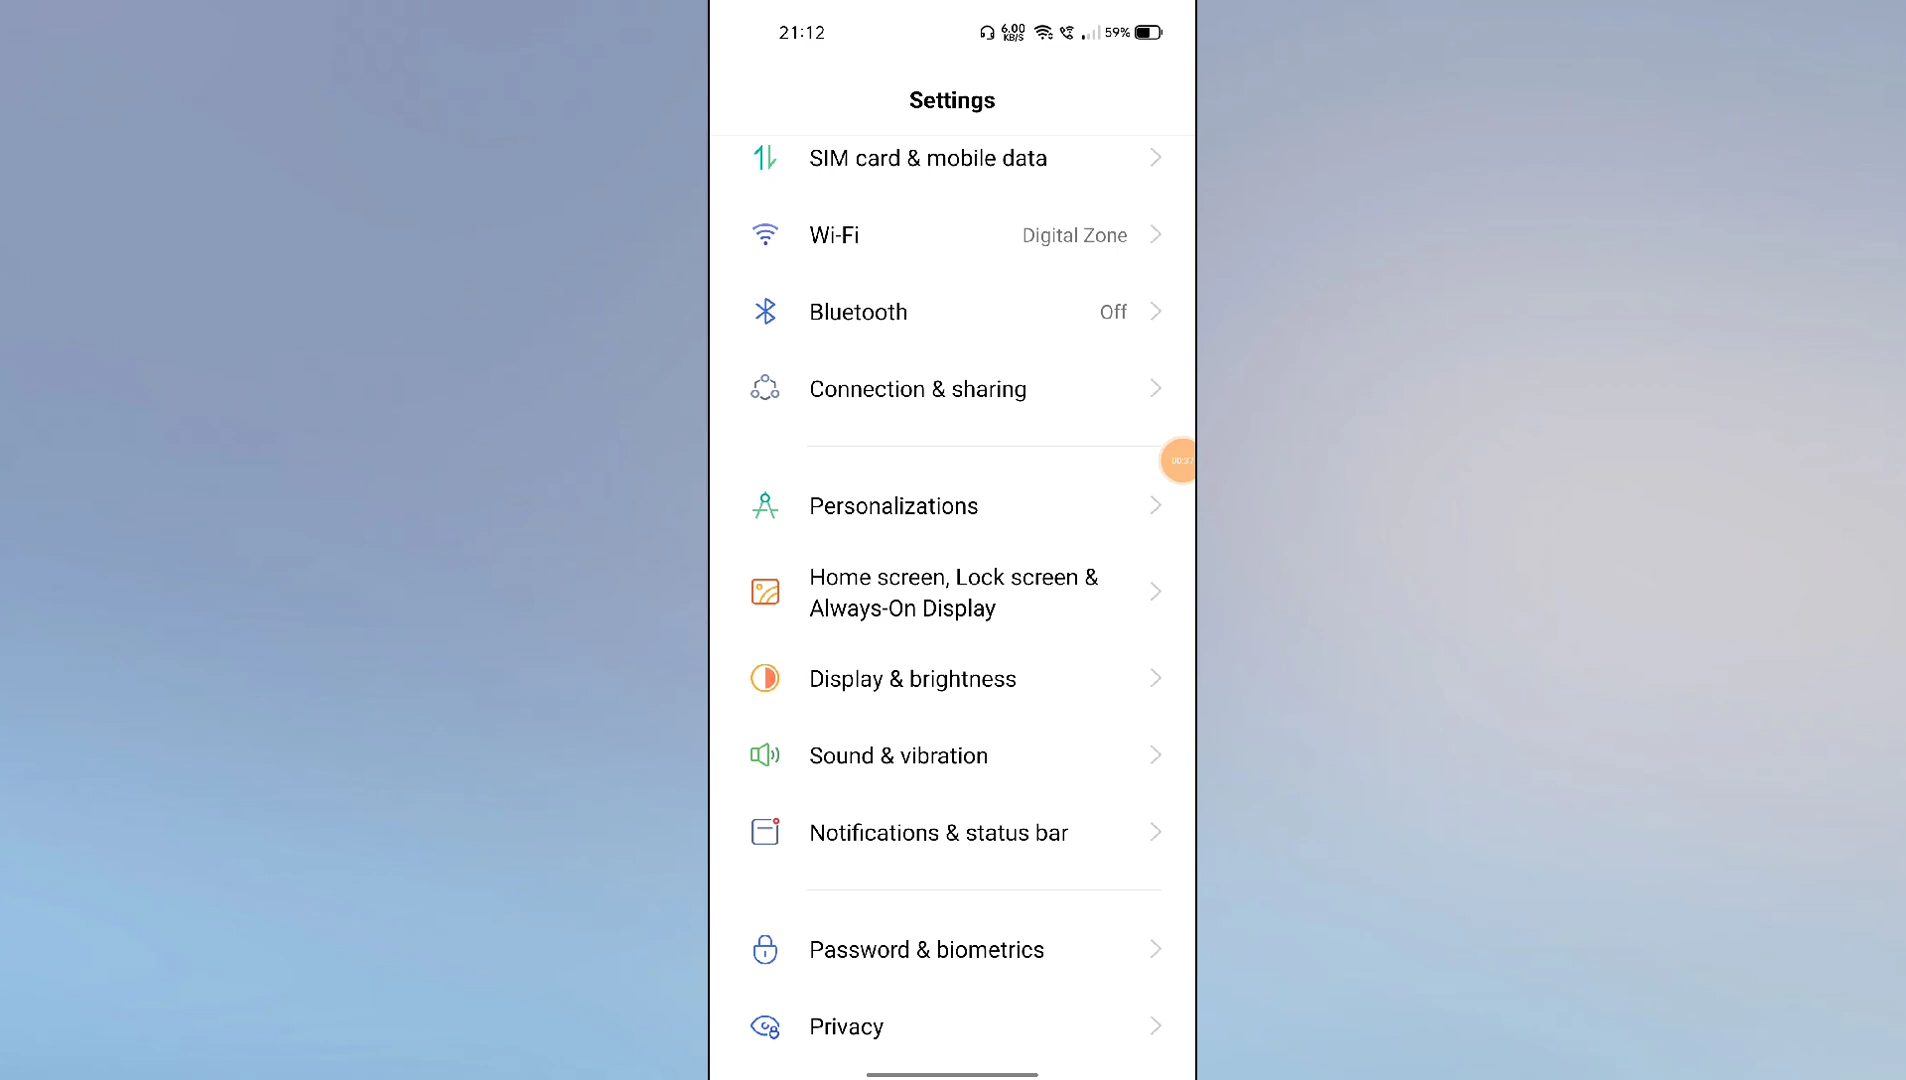 21:12
6.00
KB/S
59%
Settings
SIM card & mobile data
Wi-Fi
Digital Zone
Bluetooth
Off
Connection & sharing
Personalizations
Home screen, Lock screen &
Always-On Display
Display & brightness
Sound & vibration
Notifications & status bar
Password & biometrics
Privacy